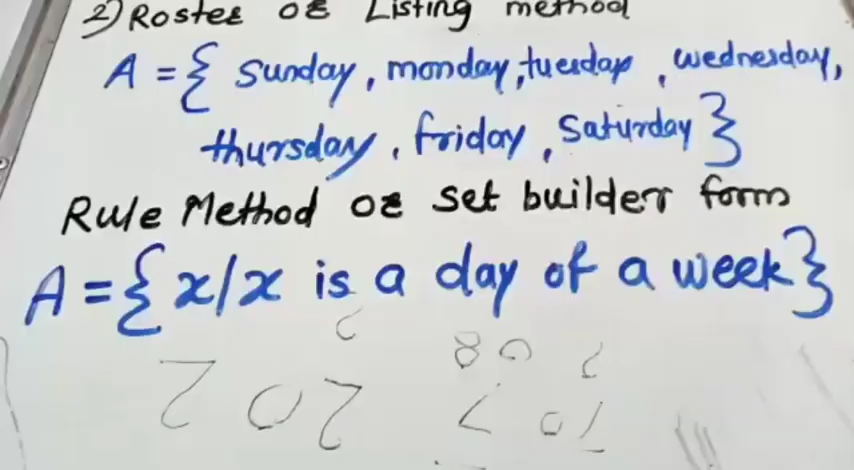 2) Roster or Listing method
A = { Sunday, monday, tuesday, wednesday,
thursday, friday, Saturday }
Rule Method or set builder form
A = { x/x is a day of a week }